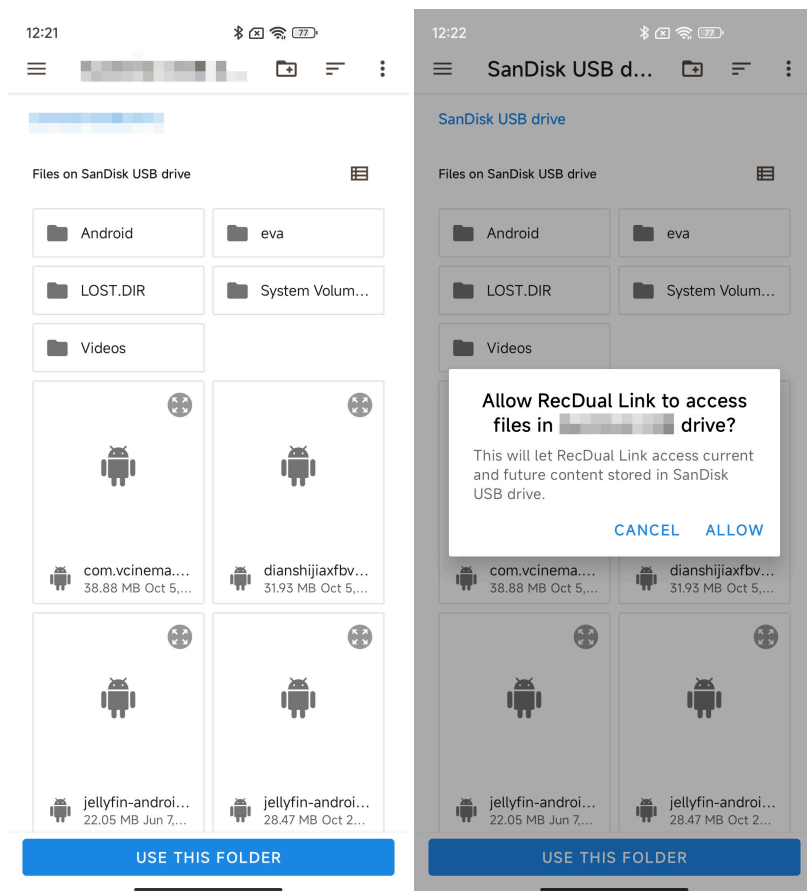 12:21
77
Files on SanDisk USB drive
Android
eva
LOST.DIR
System Volum...
Videos
com.vcinema....
38.88 MB Oct 5,...
dianshijiaxfbv...
31.93 MB Oct 5,...
jellyfin-androi...
22.05 MB Jun 7,...
jellyfin-androi...
28.47 MB Oct 2...
USE THIS FOLDER
12:22
77
SanDisk USB d...
SanDisk USB drive
Files on SanDisk USB drive
Android
eva
LOST.DIR
System Volum...
Videos
Allow RecDual Link to access
files in drive?
This will let RecDual Link access current
and future content stored in SanDisk
USB drive.
CANCEL ALLOW
com.vcinema....
38.88 MB Oct 5,...
dianshijiaxfbv...
31.93 MB Oct 5,...
jellyfin-androi...
22.05 MB Jun 7,...
jellyfin-androi...
28.47 MB Oct 2...
USE THIS FOLDER